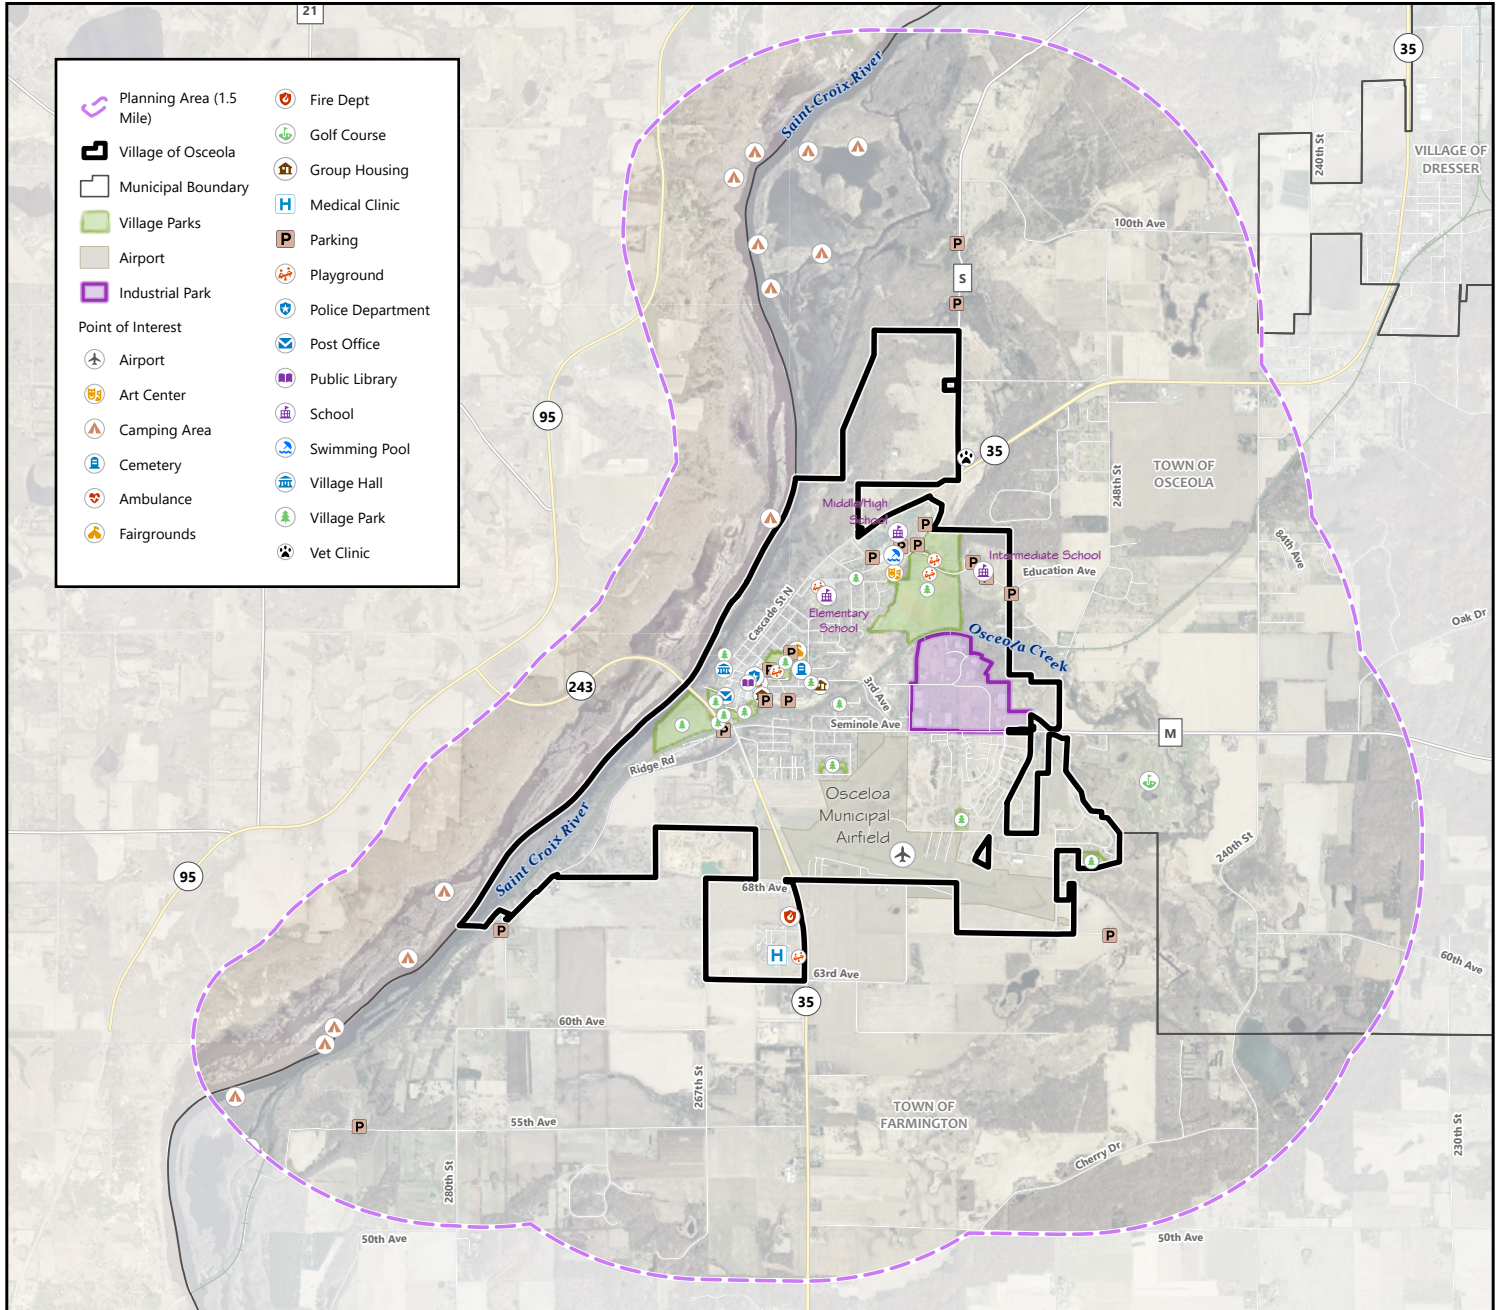 21
35
Planning Area (1.5
Mile)
Village of Osceola
Municipal Boundary
Village Parks
Airport
Industrial Park
Point of Interest
Airport
Art Center
Camping Area
Cemetery
Ambulance
Fairgrounds
Fire Dept
Golf Course
Group Housing
H
Medical Clinic
P
Parking
Playground
Police Department
Post Office
Public Library
School
Swimming Pool
Village Hall
Village Park
Vet Clinic
Saint Croix River
240th St
VILLAGE OF
DRESSER
100th Ave
P
S
P
95
35
TOWN OF
OSCEOLA
248th St
Middle/High
School
P
P
P
P
P
Intermediate School
Education Ave
84th Ave
P
Cascade St N
Elementary
School
Osceola Creek
Oak Dr
243
P
P
P
P
3rd Ave
Seminole Ave
P
M
Ridge Rd
Osceloa
Municipal
Airfield
Saint Croix River
240th St
95
68th Ave
P
P
H
63rd Ave
60th Ave
35
60th Ave
267th St
P
55th Ave
TOWN OF
FARMINGTON
Cherry Dr
230th St
280th St
50th Ave
50th Ave